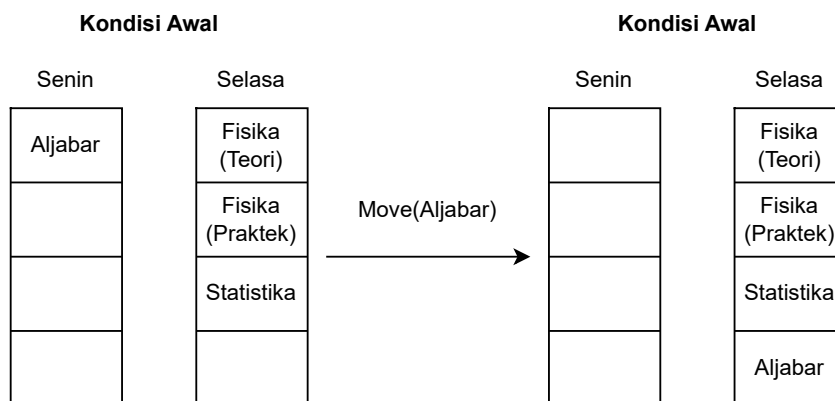 Kondisi Awal
Kondisi Awal
Senin
Selasa
Senin
Selasa
Aljabar
Fisika
(Teori)
Fisika
(Praktek)
Statistika
Move(Aljabar)
Fisika
(Teori)
Fisika
(Praktek)
Statistika
Aljabar